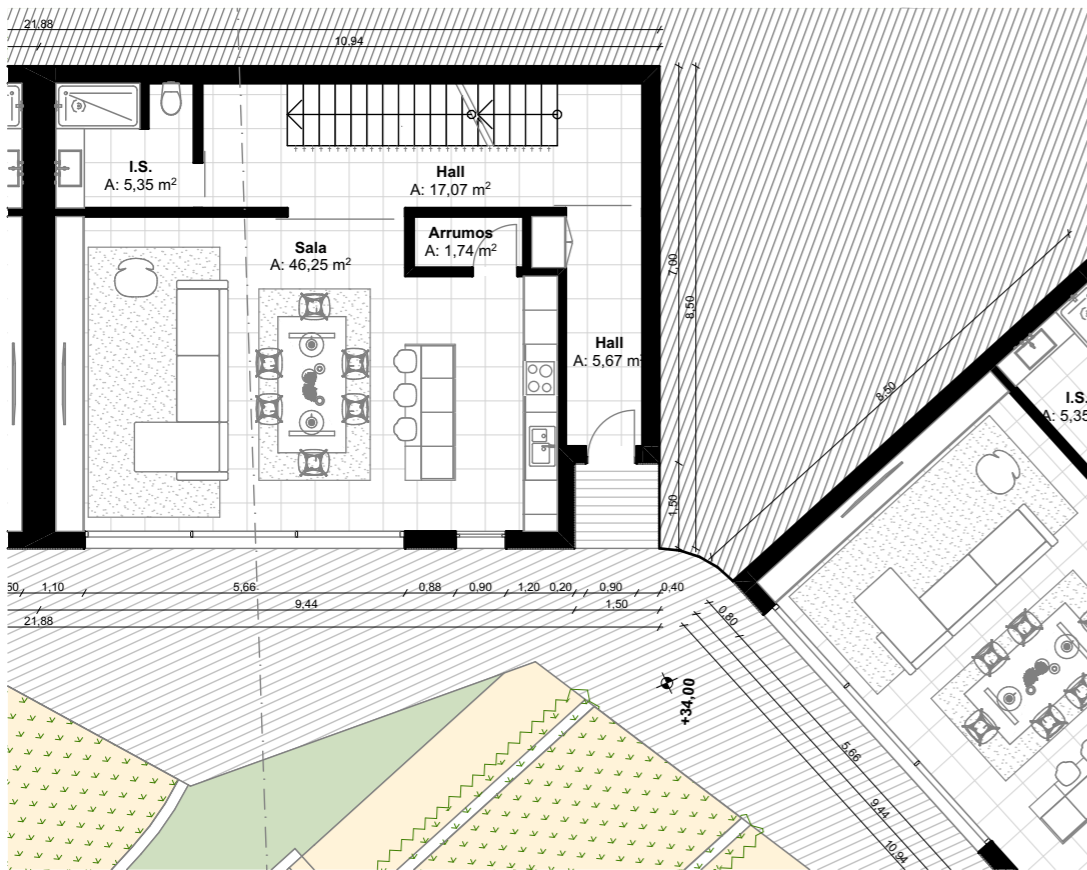 21,88
10,94
I.S.
A: 5,35 m²
Hall
A: 17,07 m²
Arrumos
A: 1,74 m²
Sala
A: 46,25 m²
7,00
8,50
Hall
A: 5,67 m²
8,50
I.S.
A: 5,35
1,50
60
1,10
5,66
0,88
0,90
1,20
0,20
0,90
0,40
9,44
1,50
21,88
0,80
+34,00
5,66
9,44
10,94